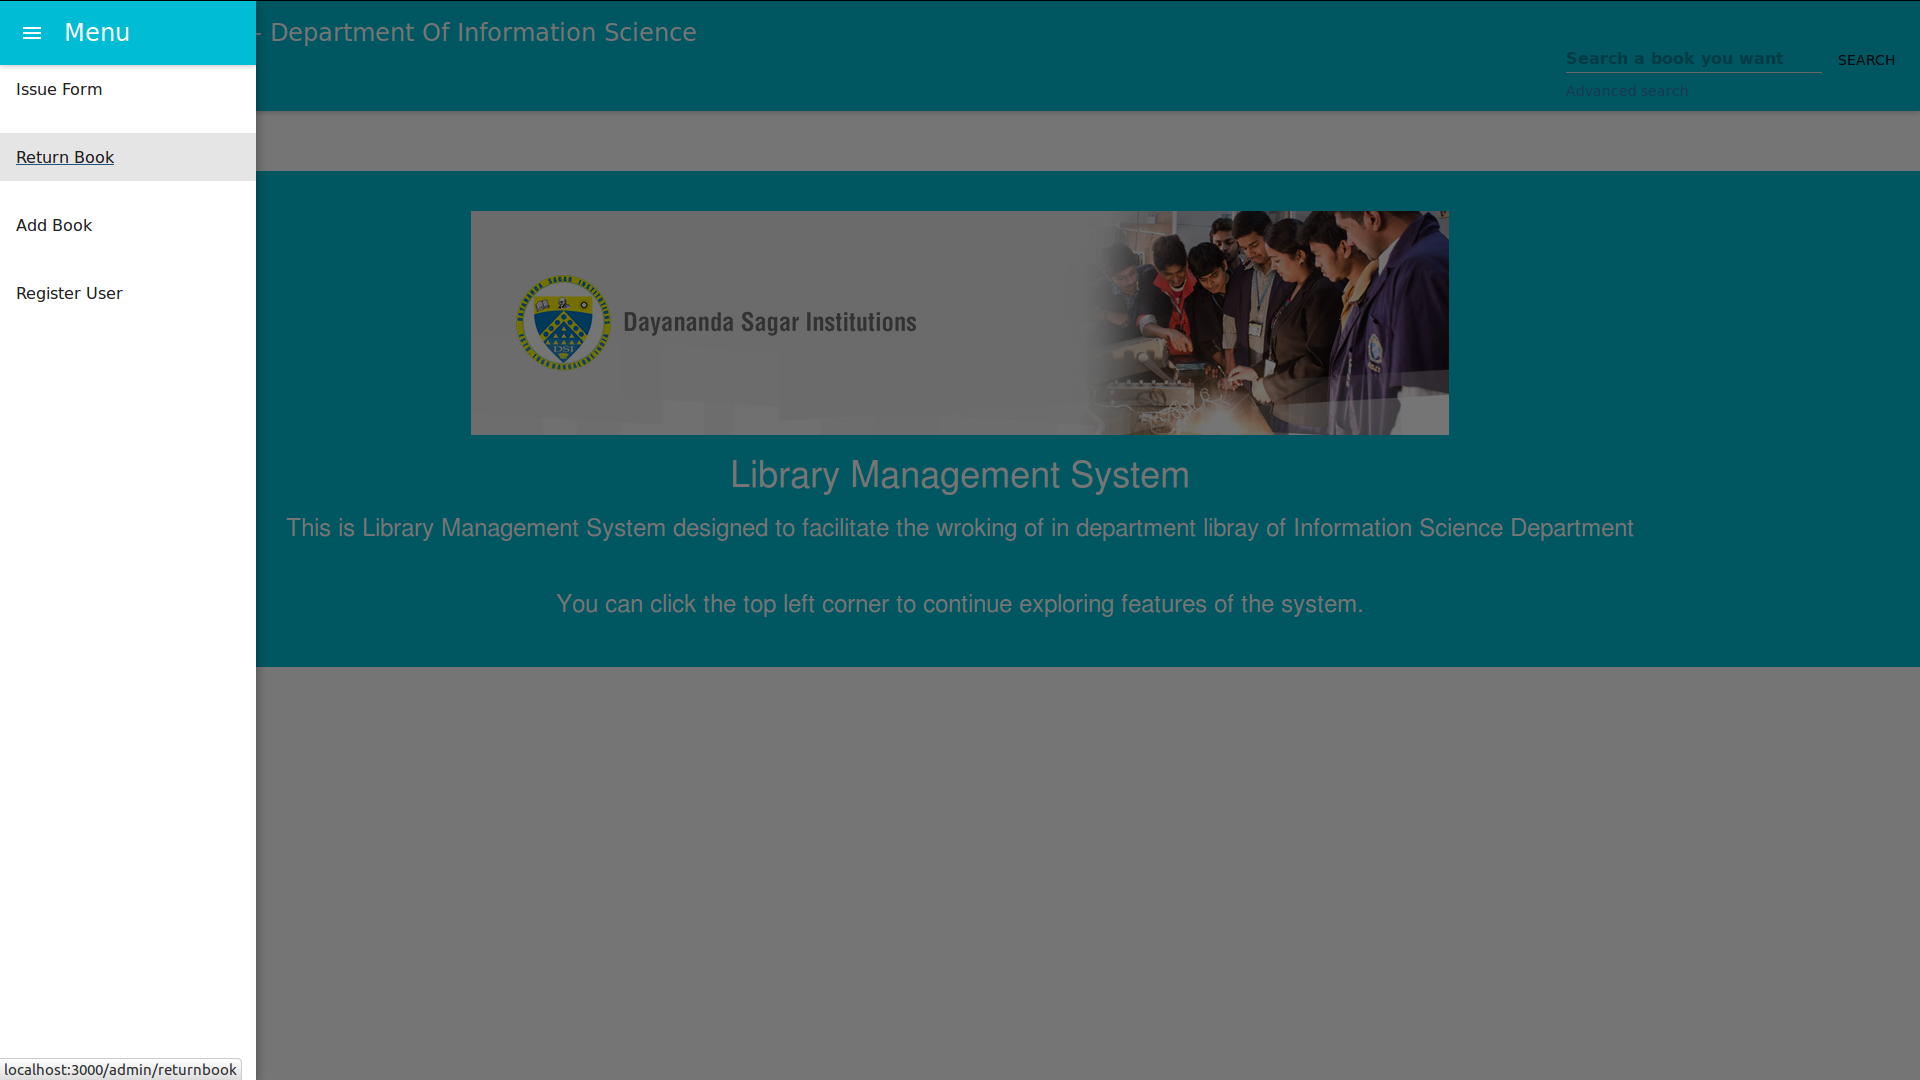 Menu
- Department Of Information Science
Search a book you want
SEARCH
Advanced search
Issue Form
Return Book
Add Book
Register User
Dayananda Sagar Institutions
DSI
Library Management System
This is Library Management System designed to facilitate the wroking of in department libray of Information Science Department
You can click the top left corner to continue exploring features of the system.
localhost:3000/admin/returnbook